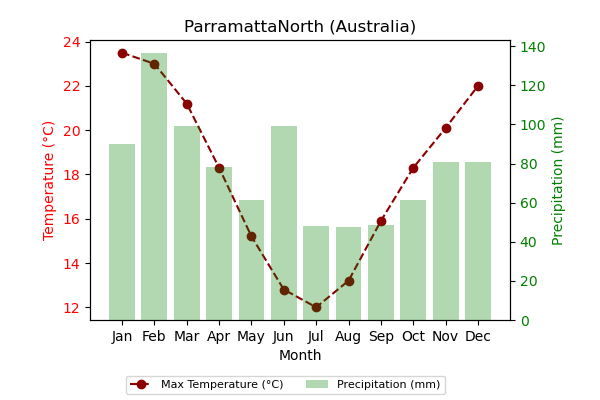 ParramattaNorth (Australia)
24
22
20
18
16
14
12
Temperature (°C)
140
120
100
80
60
40
20
0
Precipitation (mm)
Jan Feb Mar Apr May Jun Jul Aug Sep Oct Nov Dec
Month
Max Temperature (°C) Precipitation (mm)